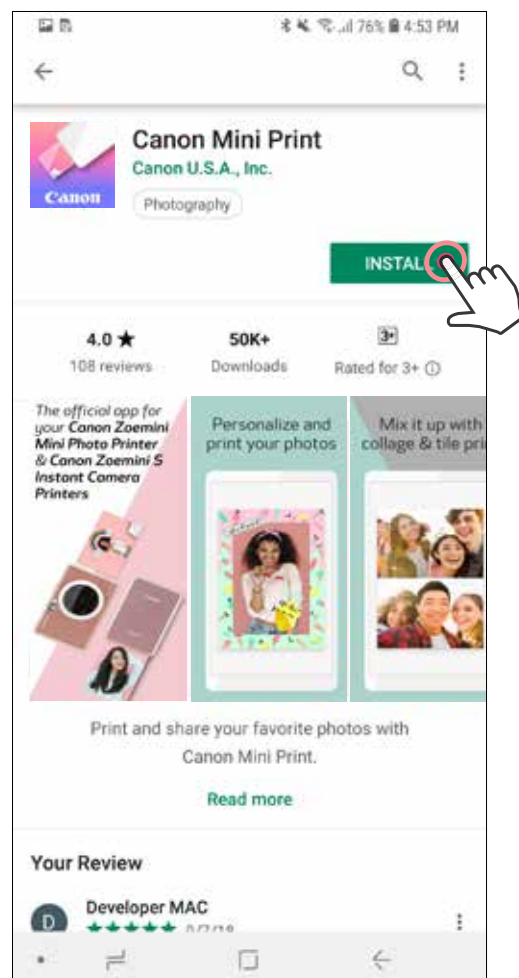 76% 4:53 PM
Canon
Canon Mini Print
Canon U.S.A., Inc.
Photography
INSTAL
4.0 ★ 50K+ 3+
108 reviews Downloads Rated for 3+
The official app for
your Canon Zoemini
Mini Photo Printer
& Canon Zoemini S
Instant Camera
Printers
Personalize and
print your photos
Mix it up with
collage & tile pri
Print and share your favorite photos with
Canon Mini Print.
Read more
Your Review
D
Developer MAC
★★★★★